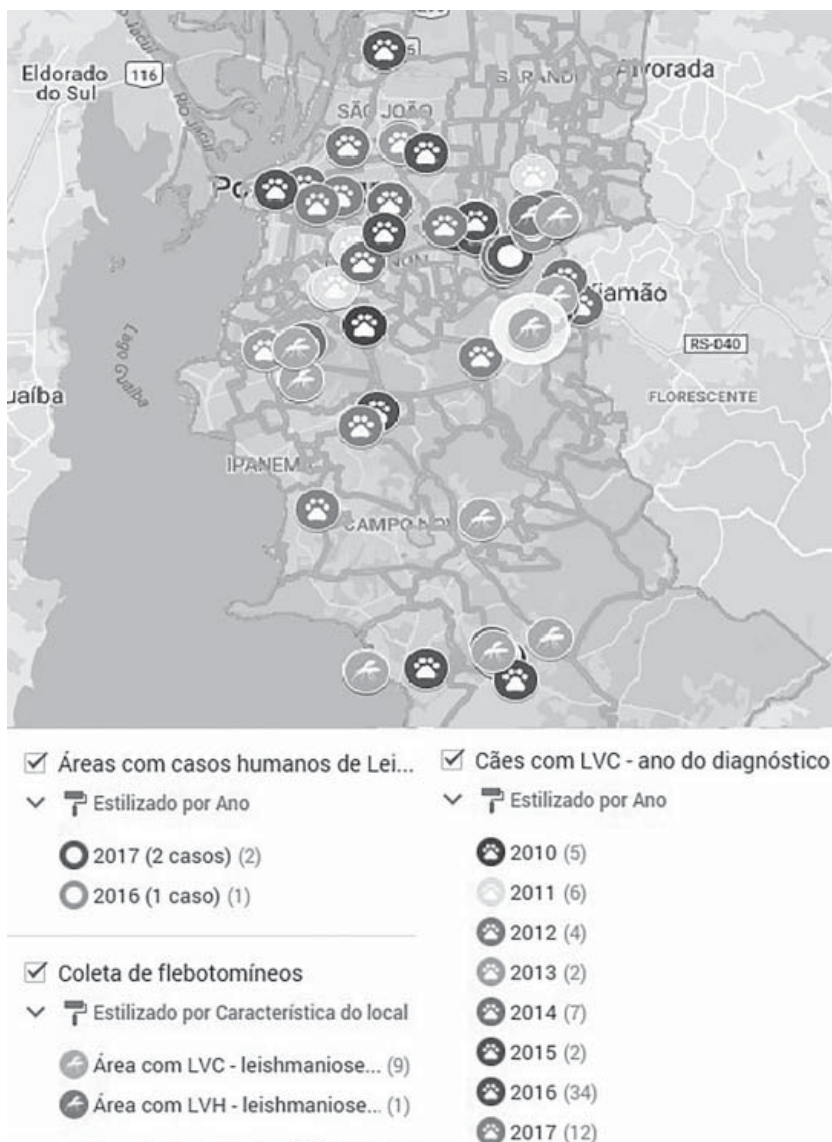 Eldorado
do Sul
116
Rio Jacuí
SARANDI
Alvorada
SÃO JOÃO
Lago Guaíba
RS-040
FLORESCENTE
IPANEMA
☑ Áreas com casos humanos de Lei...
Estilizado por Ano
2017 (2 casos) (2)
2016 (1 caso) (1)
☑ Coleta de flebotomíneos
Estilizado por Característica do local
Área com LVC - leishmaniose... (9)
Área com LVH - leishmaniose... (1)
☑ Cães com LVC - ano do diagnóstico
Estilizado por Ano
2010 (5)
2011 (6)
2012 (4)
2013 (2)
2014 (7)
2015 (2)
2016 (34)
2017 (12)